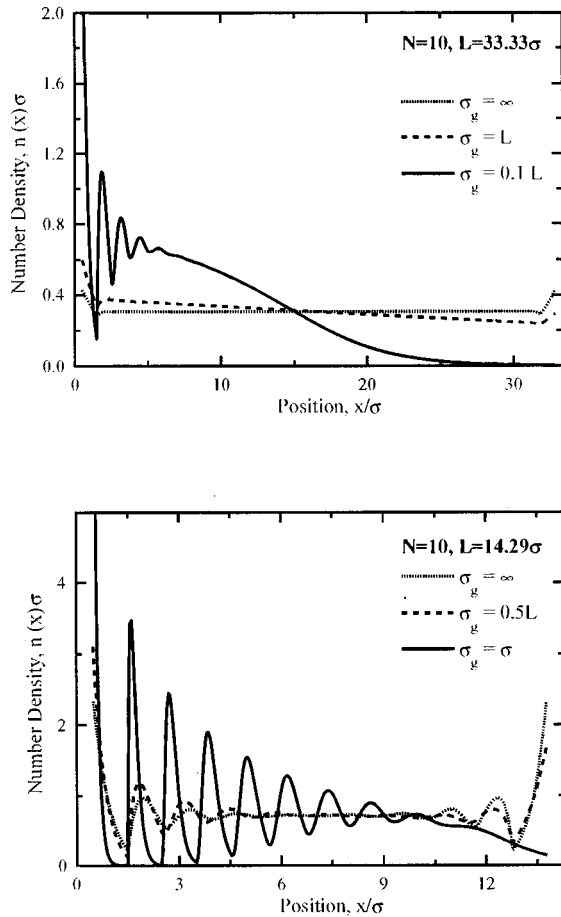 N=10, L=33.33σ
σg = ∞
σg = L
σg = 0.1 L
Number Density, n (x) σ
2.0
1.6
1.2
0.8
0.4
0.0
0 10 20 30
Position, x/σ
N=10, L=14.29σ
σg = ∞
σg = 0.5L
σg = σ
Number Density, n (x) σ
4
2
0
0 3 6 9 12
Position, x/σ